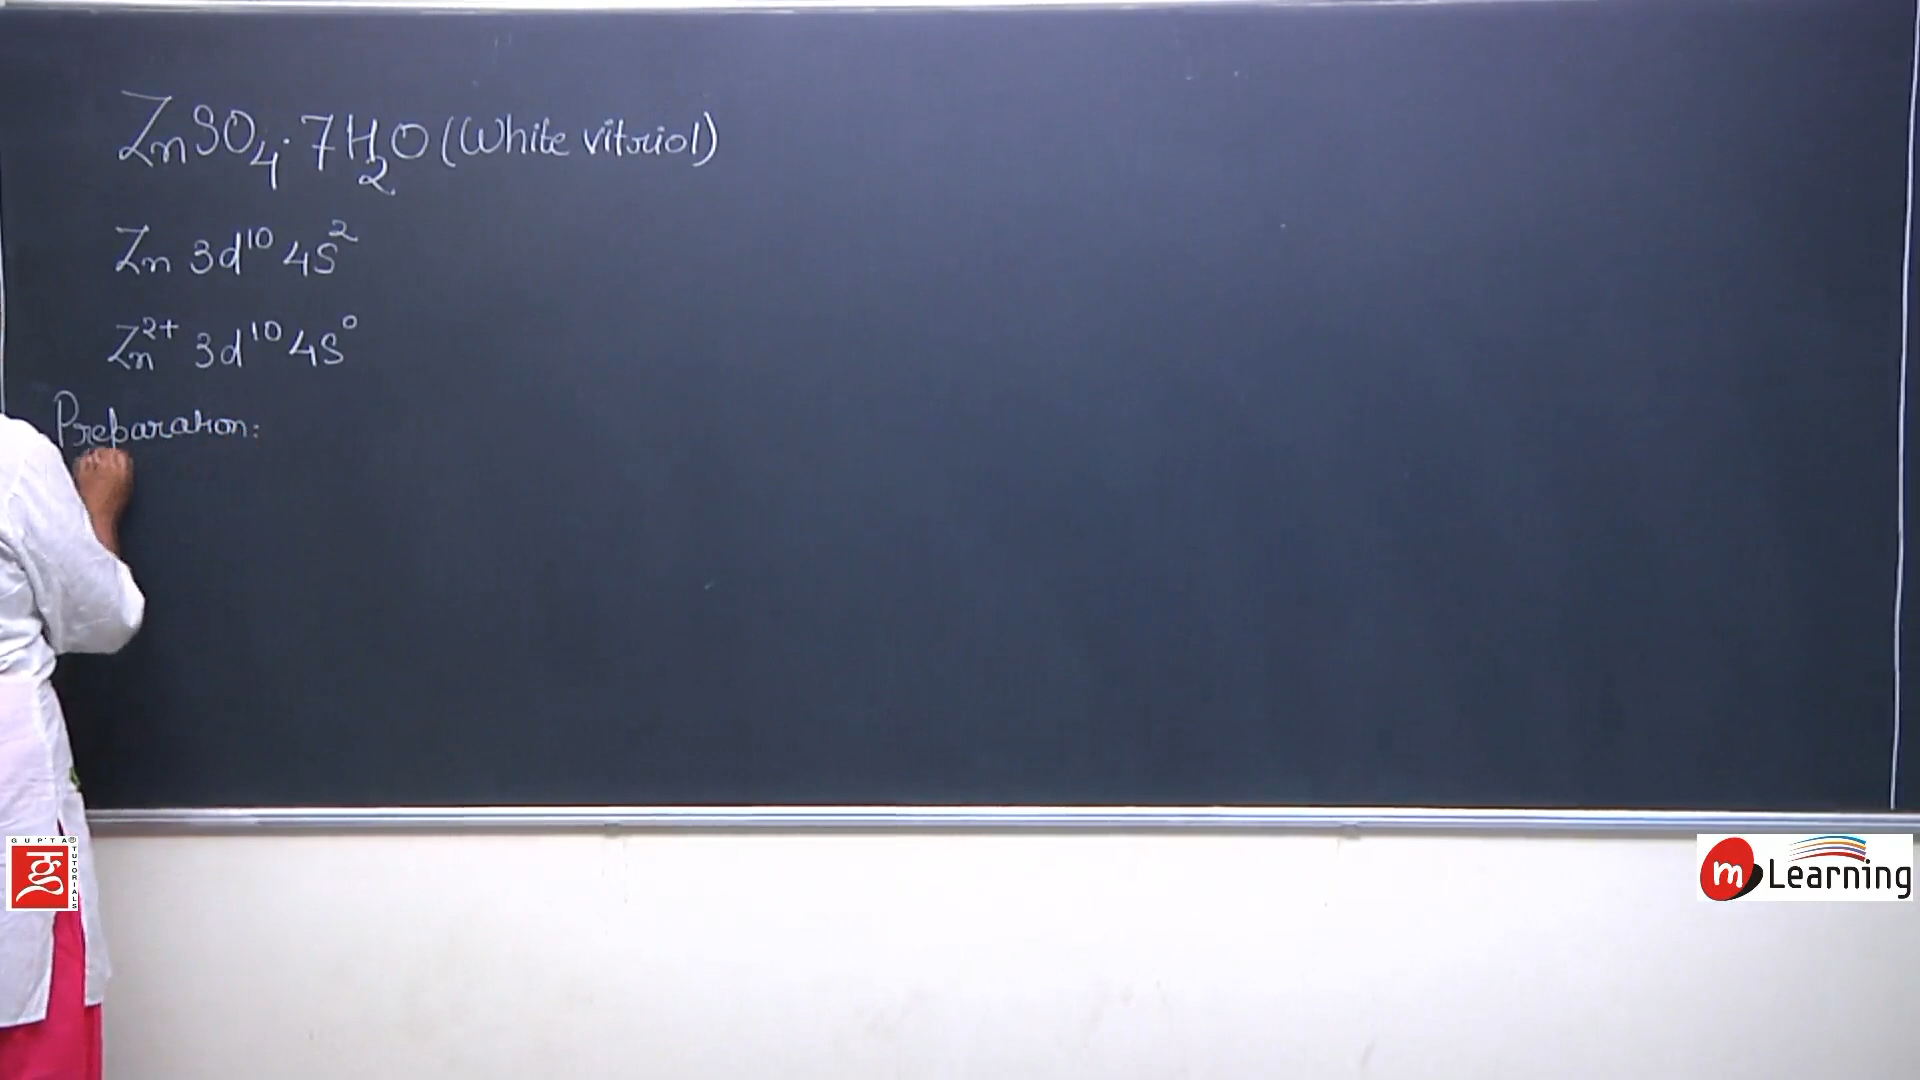 ZnSO₄·7H₂O (White vitriol)
Zn 3d¹⁰ 4s²
Zn²⁺ 3d¹⁰ 4s⁰
Preparation:
GUPTA®
TUTORIALS
m Learning